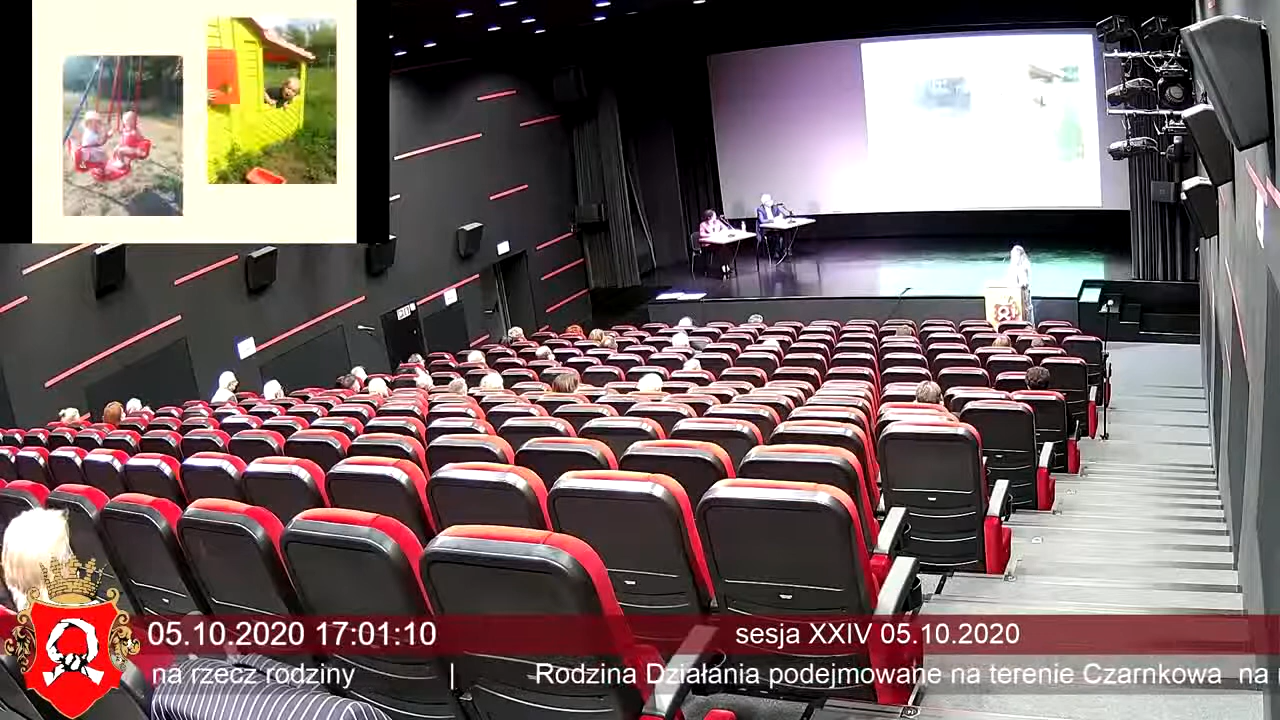 05.10.2020 17:01:10
sesja XXIV 05.10.2020
na rzecz rodziny | Rodzina Działania podejmowane na terenie Czarnkowa na